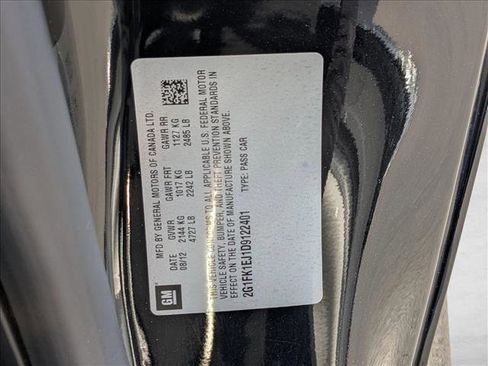 GM
MFD BY GENERAL MOTORS OF CANADA LTD.
DATE GVWR GAWR FRT GAWR RR
08/12 2144 KG 1017 KG 1127 KG
4727 LB 2242 LB 2485 LB
THIS VEHICLE CONFORMS TO ALL APPLICABLE U.S. FEDERAL MOTOR
VEHICLE SAFETY, BUMPER, AND THEFT PREVENTION STANDARDS IN
EFFECT ON THE DATE OF MANUFACTURE SHOWN ABOVE.
2G1FK1EJ1D9122401 TYPE: PASS CAR